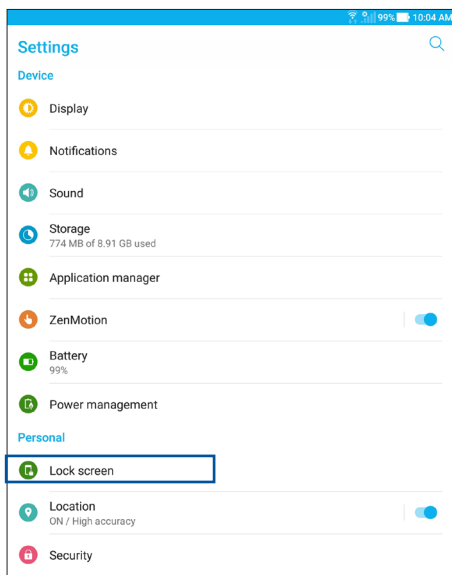 99% 10:04 AM
Settings
Device
Display
Notifications
Sound
Storage
774 MB of 8.91 GB used
Application manager
ZenMotion
Battery
99%
Power management
Personal
Lock screen
Location
ON / High accuracy
Security